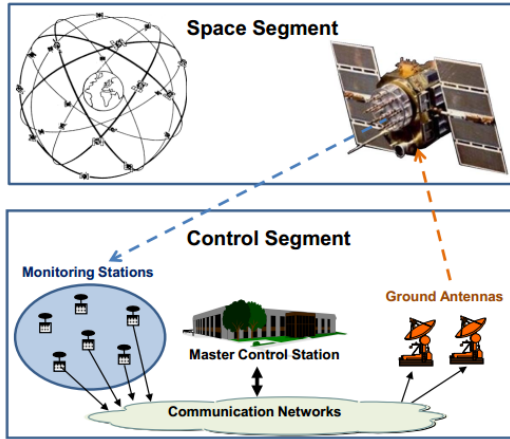 Space Segment
Control Segment
Monitoring Stations
Ground Antennas
Master Control Station
Communication Networks